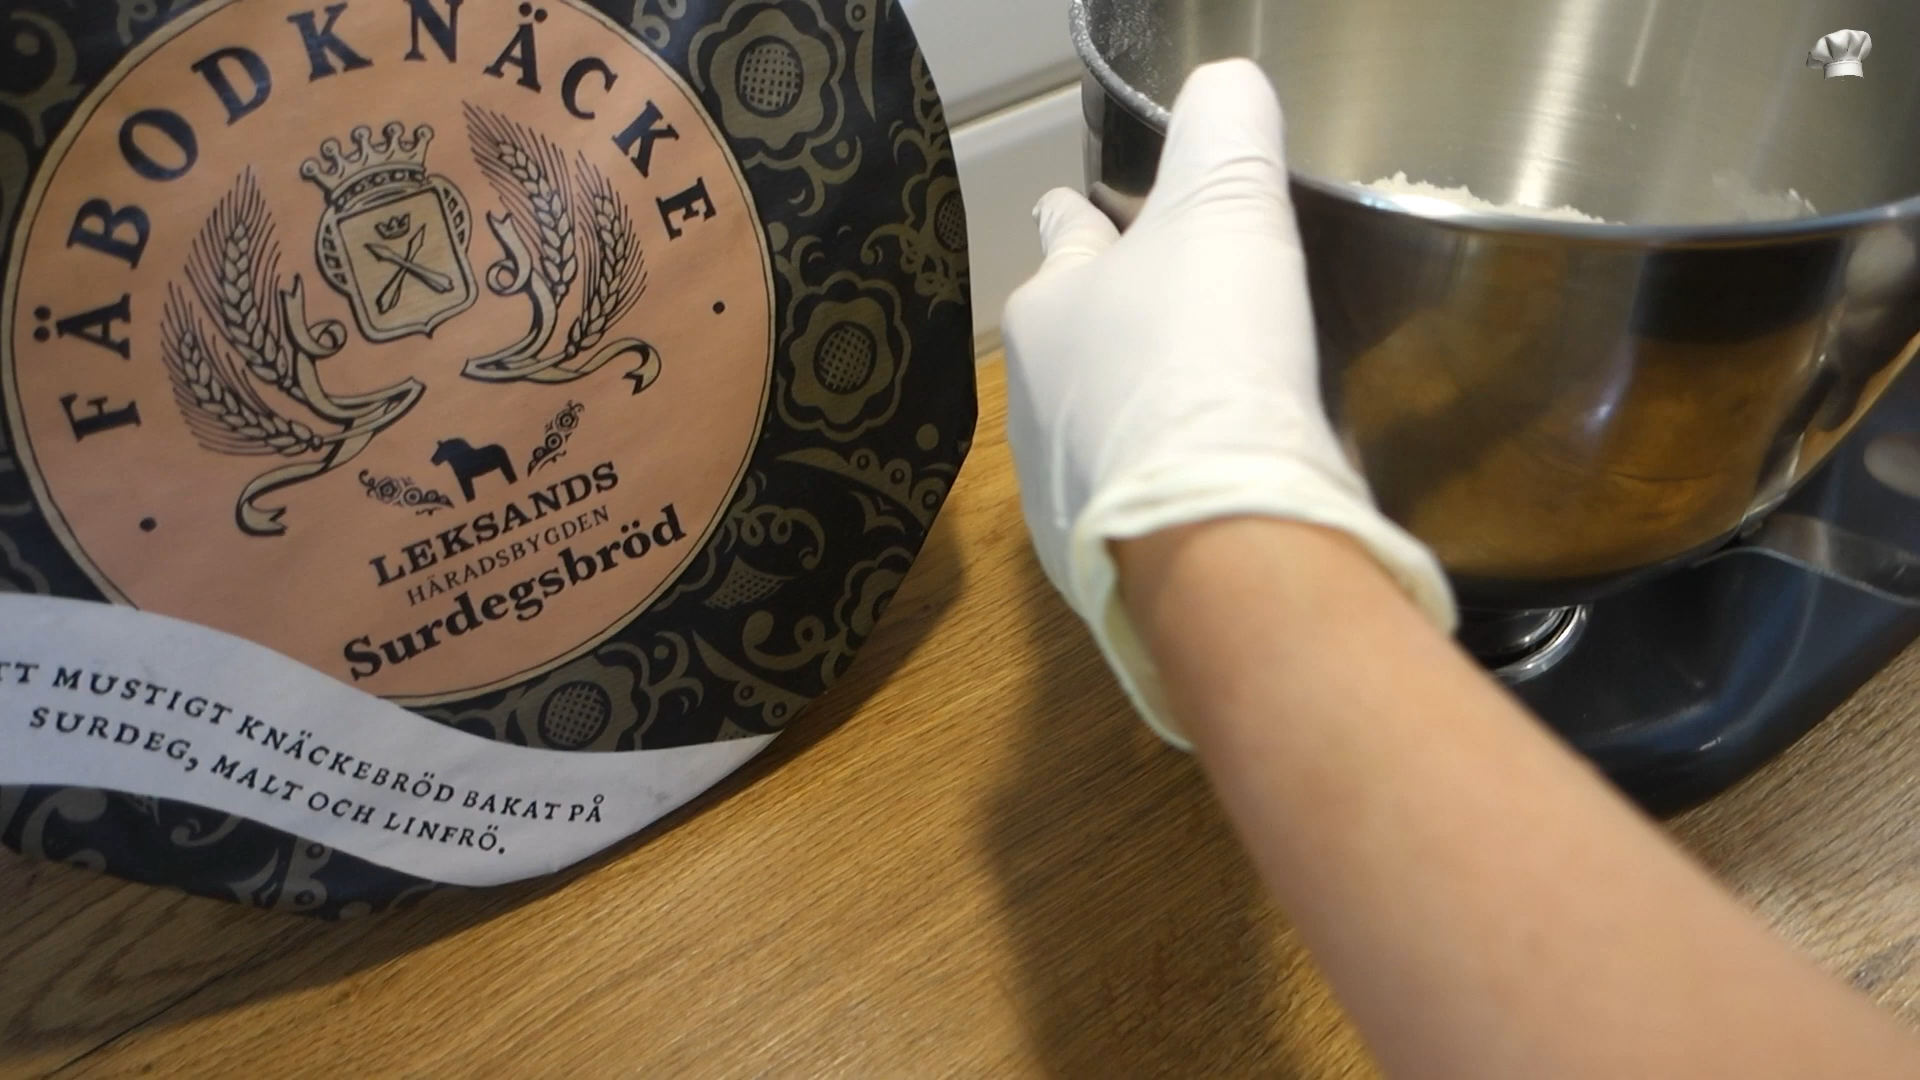 FÄBODKNÄCKE
LEKSANDS
HÄRADSBYGDEN
Surdegsbröd
MUSTIGT KNÄCKEBRÖD BAKAT PÅ
SURDEG, MALT OCH LINFRÖ.